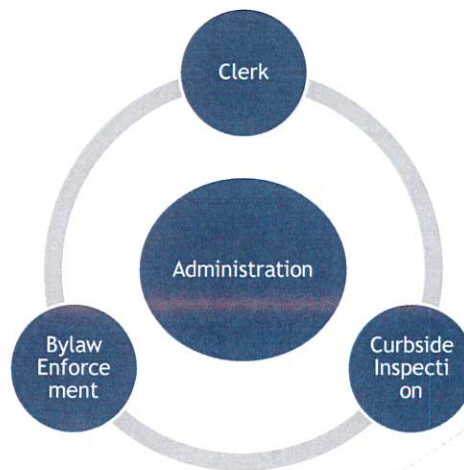 Clerk
Administration
Bylaw
Enforce
ment
Curbside
Inspecti
on